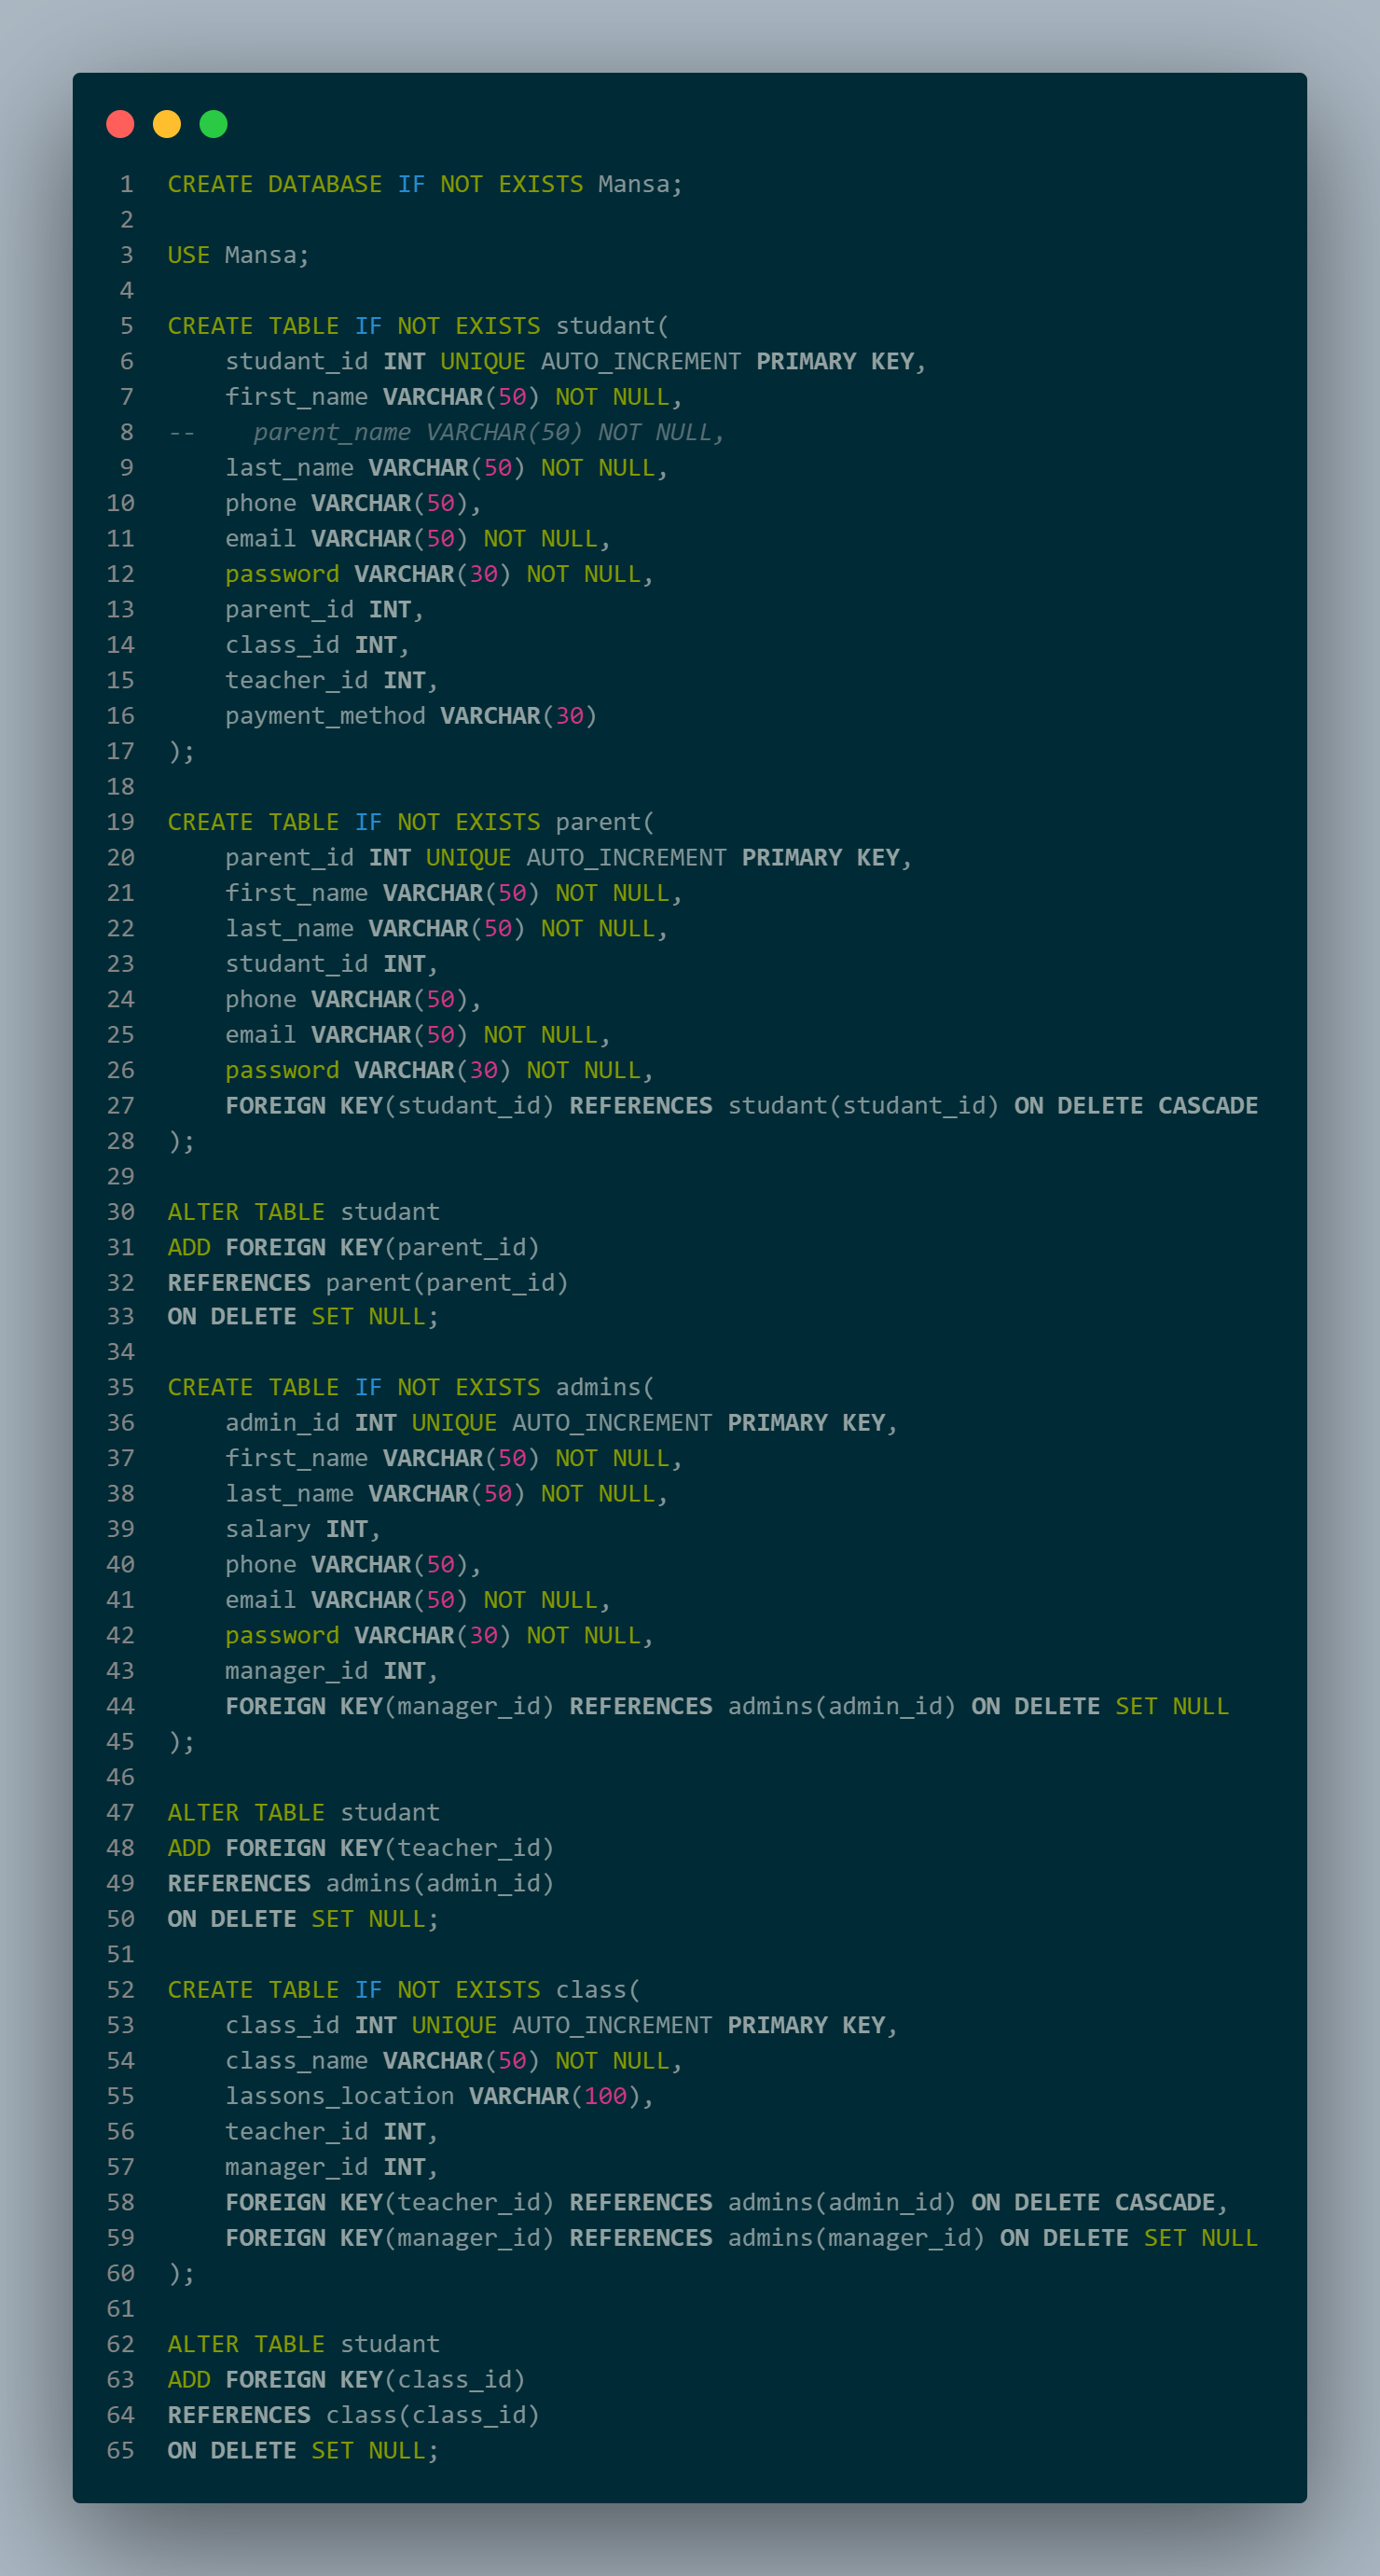 1 CREATE DATABASE IF NOT EXISTS Mansa;
2
3 USE Mansa;
4
5 CREATE TABLE IF NOT EXISTS studant(
6     studant_id INT UNIQUE AUTO_INCREMENT PRIMARY KEY,
7     first_name VARCHAR(50) NOT NULL,
8 --    parent_name VARCHAR(50) NOT NULL,
9     last_name VARCHAR(50) NOT NULL,
10     phone VARCHAR(50),
11     email VARCHAR(50) NOT NULL,
12     password VARCHAR(30) NOT NULL,
13     parent_id INT,
14     class_id INT,
15     teacher_id INT,
16     payment_method VARCHAR(30)
17 );
18
19 CREATE TABLE IF NOT EXISTS parent(
20     parent_id INT UNIQUE AUTO_INCREMENT PRIMARY KEY,
21     first_name VARCHAR(50) NOT NULL,
22     last_name VARCHAR(50) NOT NULL,
23     studant_id INT,
24     phone VARCHAR(50),
25     email VARCHAR(50) NOT NULL,
26     password VARCHAR(30) NOT NULL,
27     FOREIGN KEY(studant_id) REFERENCES studant(studant_id) ON DELETE CASCADE
28 );
29
30 ALTER TABLE studant
31 ADD FOREIGN KEY(parent_id)
32 REFERENCES parent(parent_id)
33 ON DELETE SET NULL;
34
35 CREATE TABLE IF NOT EXISTS admins(
36     admin_id INT UNIQUE AUTO_INCREMENT PRIMARY KEY,
37     first_name VARCHAR(50) NOT NULL,
38     last_name VARCHAR(50) NOT NULL,
39     salary INT,
40     phone VARCHAR(50),
41     email VARCHAR(50) NOT NULL,
42     password VARCHAR(30) NOT NULL,
43     manager_id INT,
44     FOREIGN KEY(manager_id) REFERENCES admins(admin_id) ON DELETE SET NULL
45 );
46
47 ALTER TABLE studant
48 ADD FOREIGN KEY(teacher_id)
49 REFERENCES admins(admin_id)
50 ON DELETE SET NULL;
51
52 CREATE TABLE IF NOT EXISTS class(
53     class_id INT UNIQUE AUTO_INCREMENT PRIMARY KEY,
54     class_name VARCHAR(50) NOT NULL,
55     lassons_location VARCHAR(100),
56     teacher_id INT,
57     manager_id INT,
58     FOREIGN KEY(teacher_id) REFERENCES admins(admin_id) ON DELETE CASCADE,
59     FOREIGN KEY(manager_id) REFERENCES admins(manager_id) ON DELETE SET NULL
60 );
61
62 ALTER TABLE studant
63 ADD FOREIGN KEY(class_id)
64 REFERENCES class(class_id)
65 ON DELETE SET NULL;